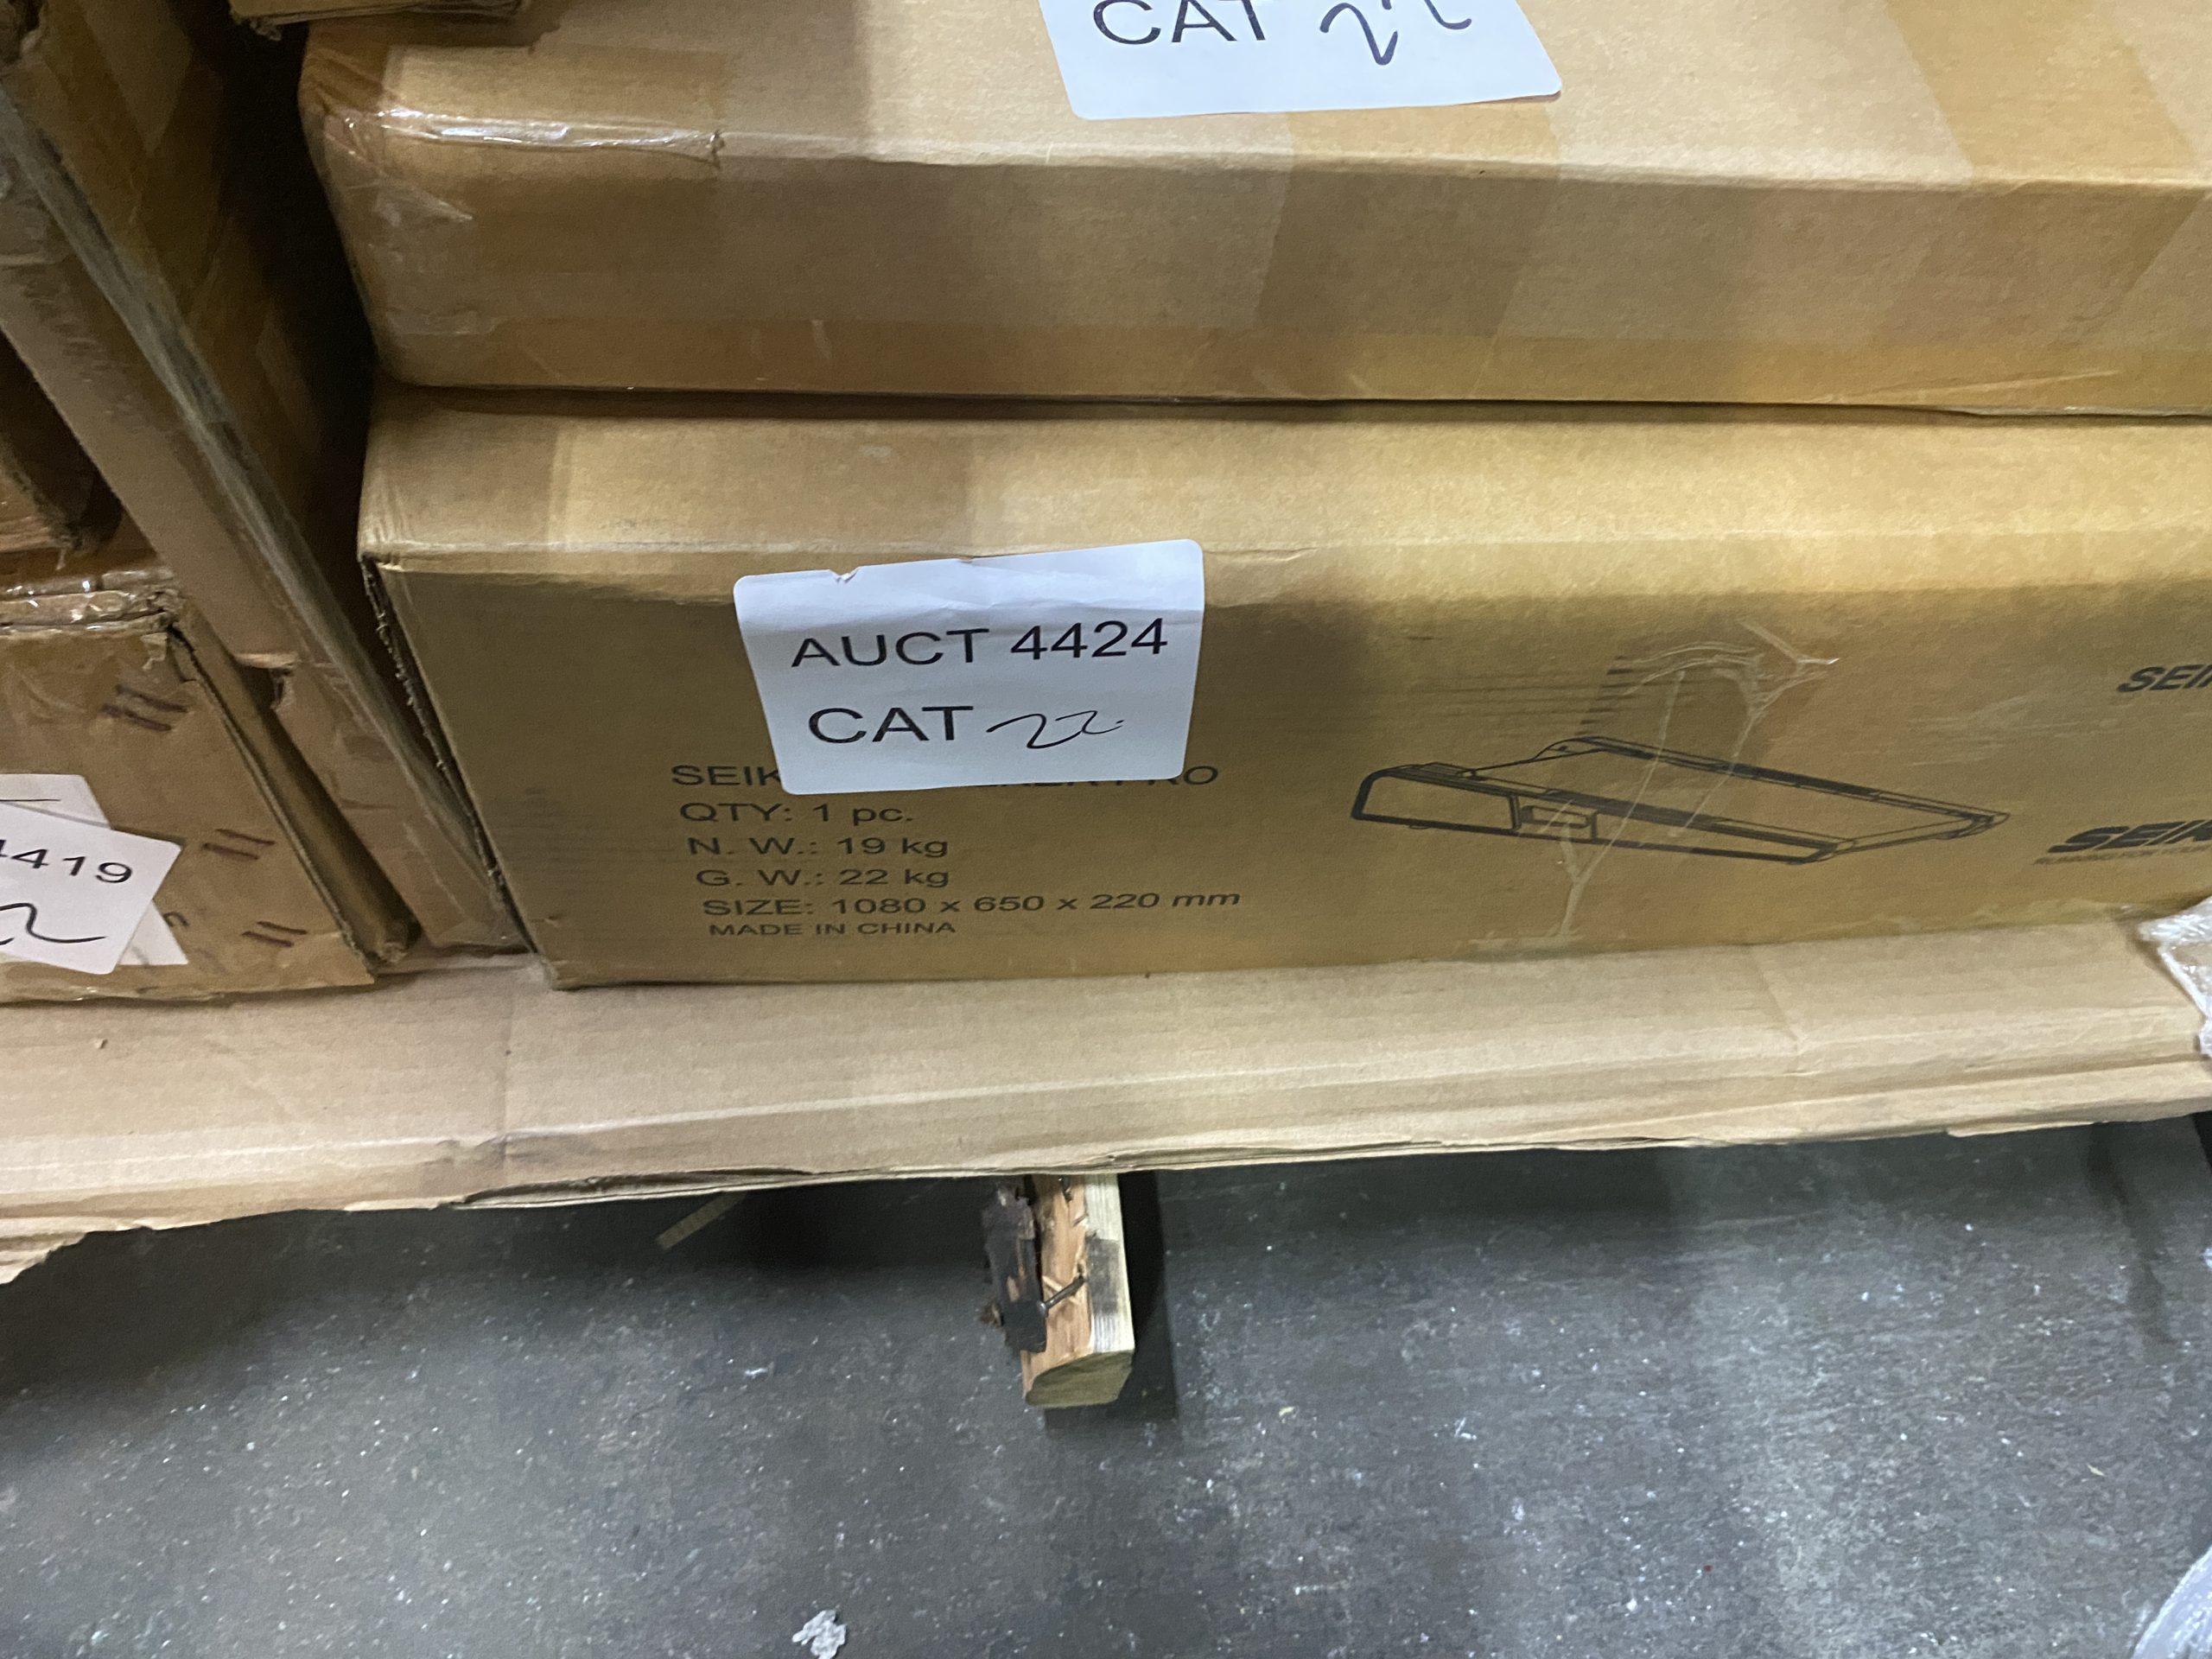 CAT 22
AUCT 4424
CAT 22
QTY: 1 pc.
N. W.: 19 kg
G. W.: 22 kg
SIZE: 1080 x 650 x 220 mm
MADE IN CHINA
4419